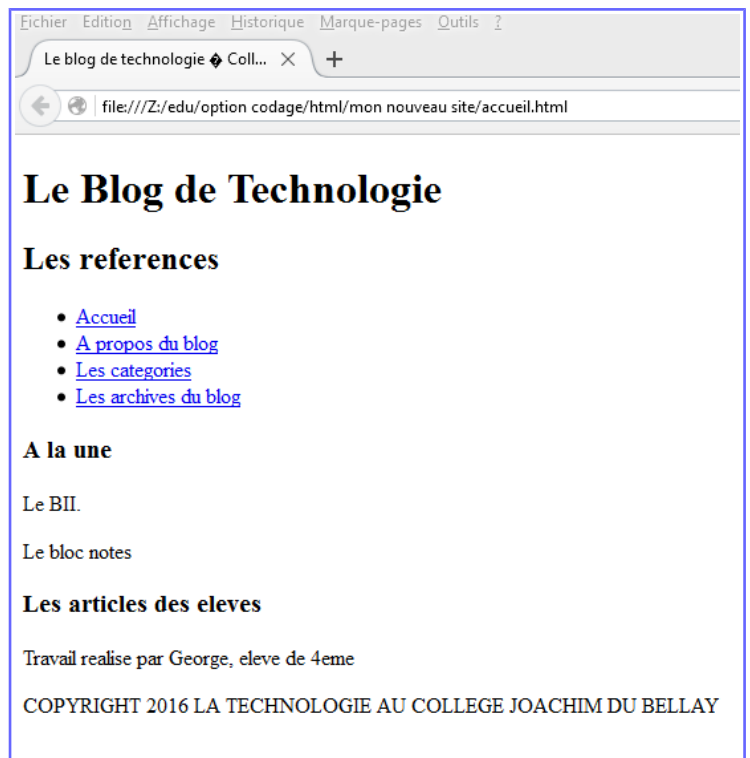 Fichier Edition Affichage Historique Marque-pages Outils ?
Le blog de technologie � Coll...
file:///Z:/edu/option codage/html/mon nouveau site/accueil.html
Le Blog de Technologie
Les references
Accueil
A propos du blog
Les categories
Les archives du blog
A la une
Le BII.
Le bloc notes
Les articles des eleves
Travail realise par George, eleve de 4eme
COPYRIGHT 2016 LA TECHNOLOGIE AU COLLEGE JOACHIM DU BELLAY